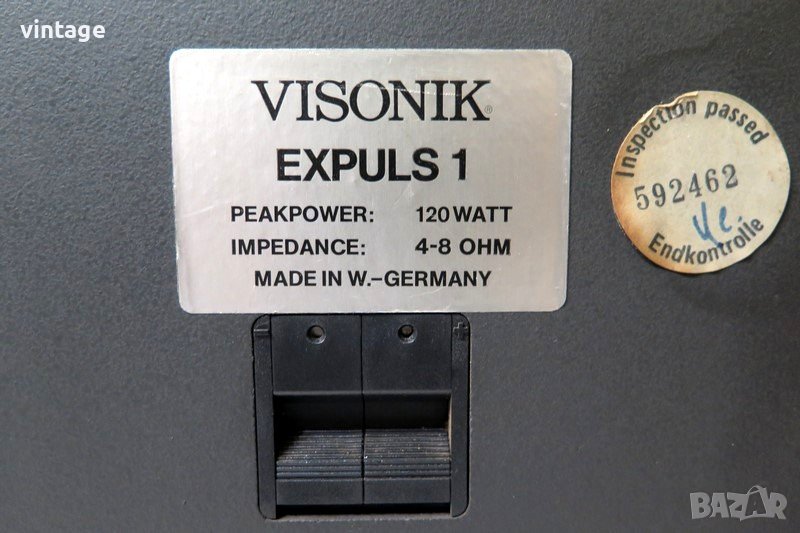 vintage
VISONIK®
EXPULS 1
PEAKPOWER: 120 WATT
IMPEDANCE: 4-8 OHM
MADE IN W.-GERMANY
Inspection passed
592462
Endkontrolle
- +
BAZAR